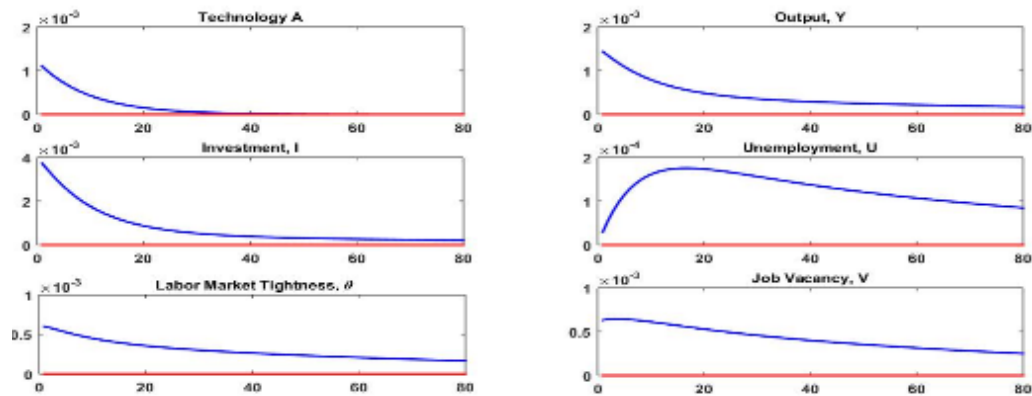 ×10⁻³ Technology A
2
1
0
0 20 40 60 80
×10⁻³ Output, Y
2
1
0
0 20 40 60 80
×10⁻³ Investment, I
4
2
0
0 20 40 60 80
×10⁻⁴ Unemployment, U
2
1
0
0 20 40 60 80
×10⁻³ Labor Market Tightness, θ
1
0.5
0
0 20 40 60 80
×10⁻³ Job Vacancy, V
1
0.5
0
0 20 40 60 80